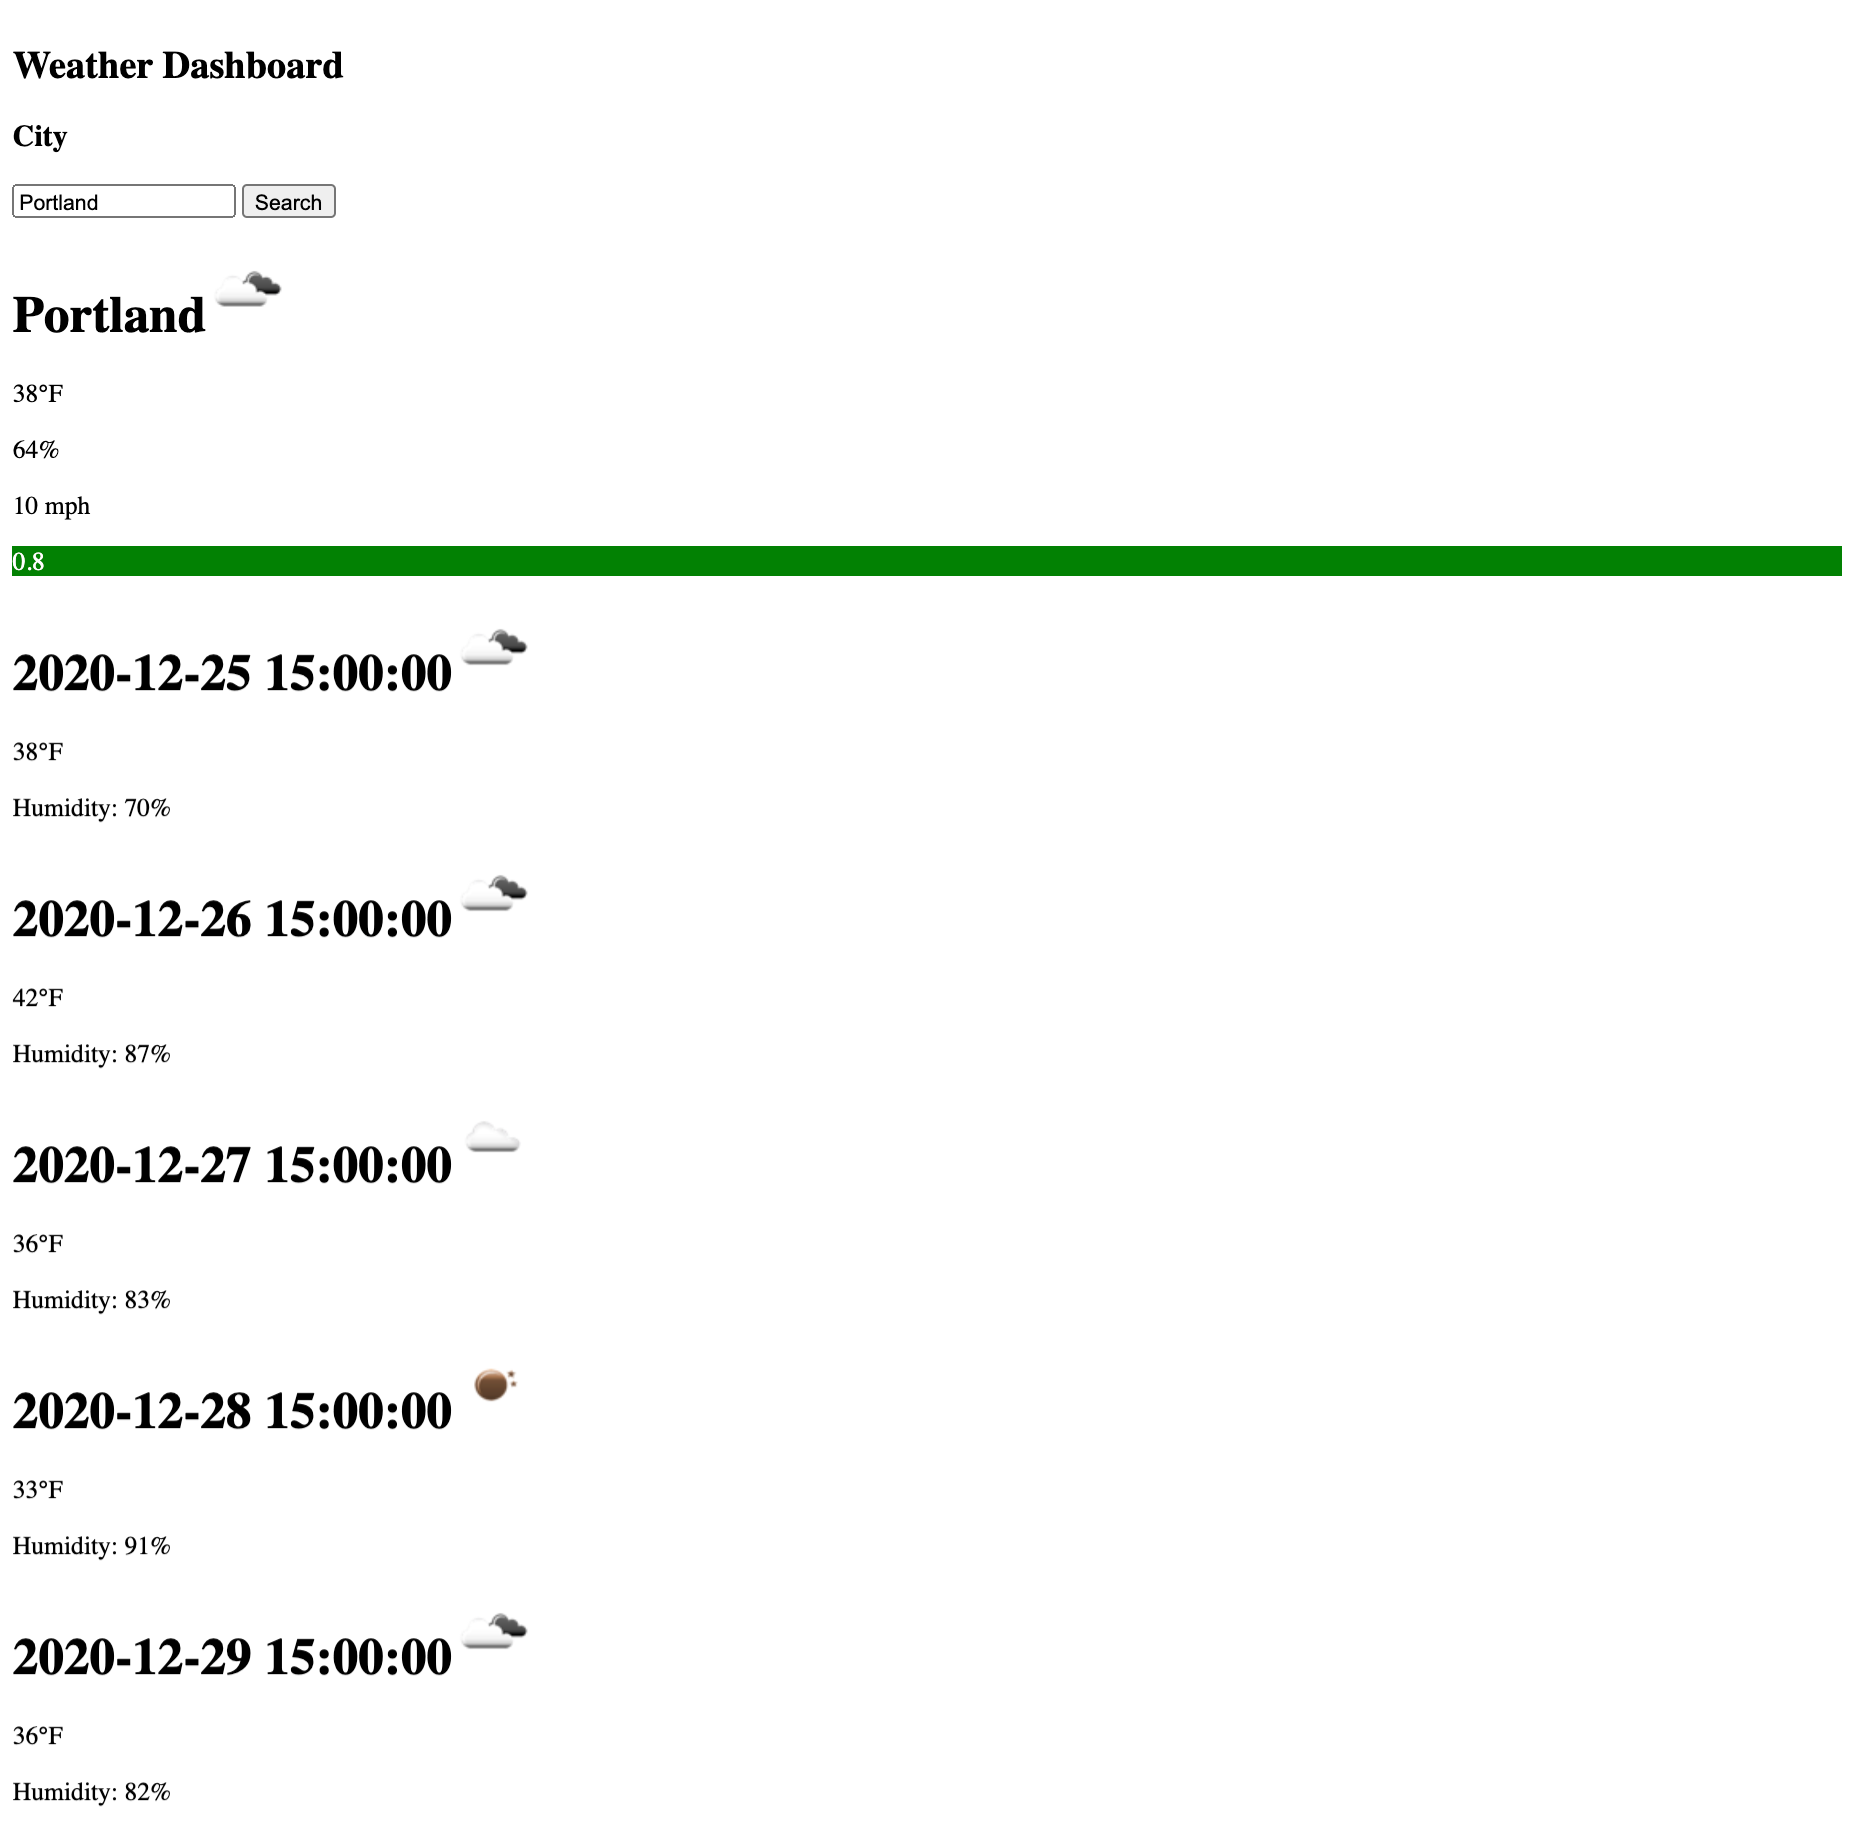 Weather Dashboard
City
Portland Search
Portland
38°F
64%
10 mph
0.8
2020-12-25 15:00:00
38°F
Humidity: 70%
2020-12-26 15:00:00
42°F
Humidity: 87%
2020-12-27 15:00:00
36°F
Humidity: 83%
2020-12-28 15:00:00
33°F
Humidity: 91%
2020-12-29 15:00:00
36°F
Humidity: 82%